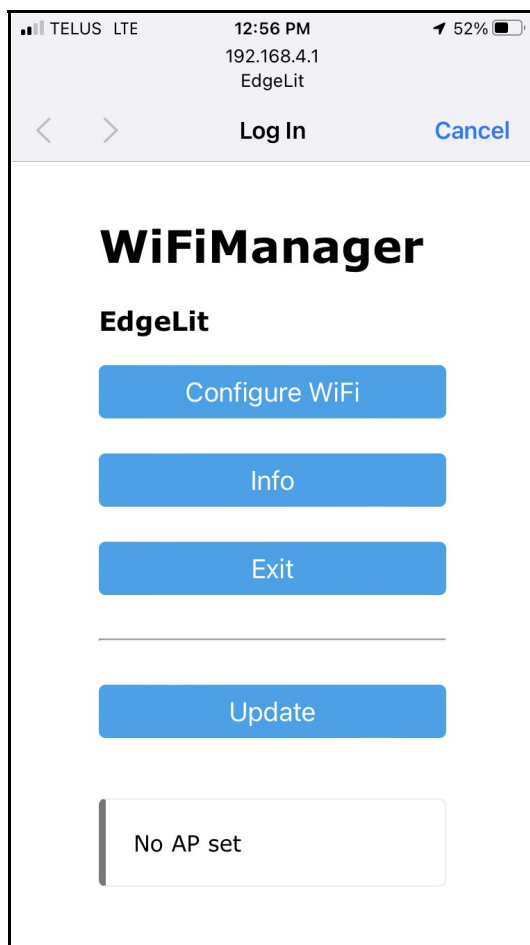 TELUS LTE 12:56 PM 52%
192.168.4.1
EdgeLit
Log In Cancel
WiFiManager
EdgeLit
Configure WiFi
Info
Exit
Update
No AP set